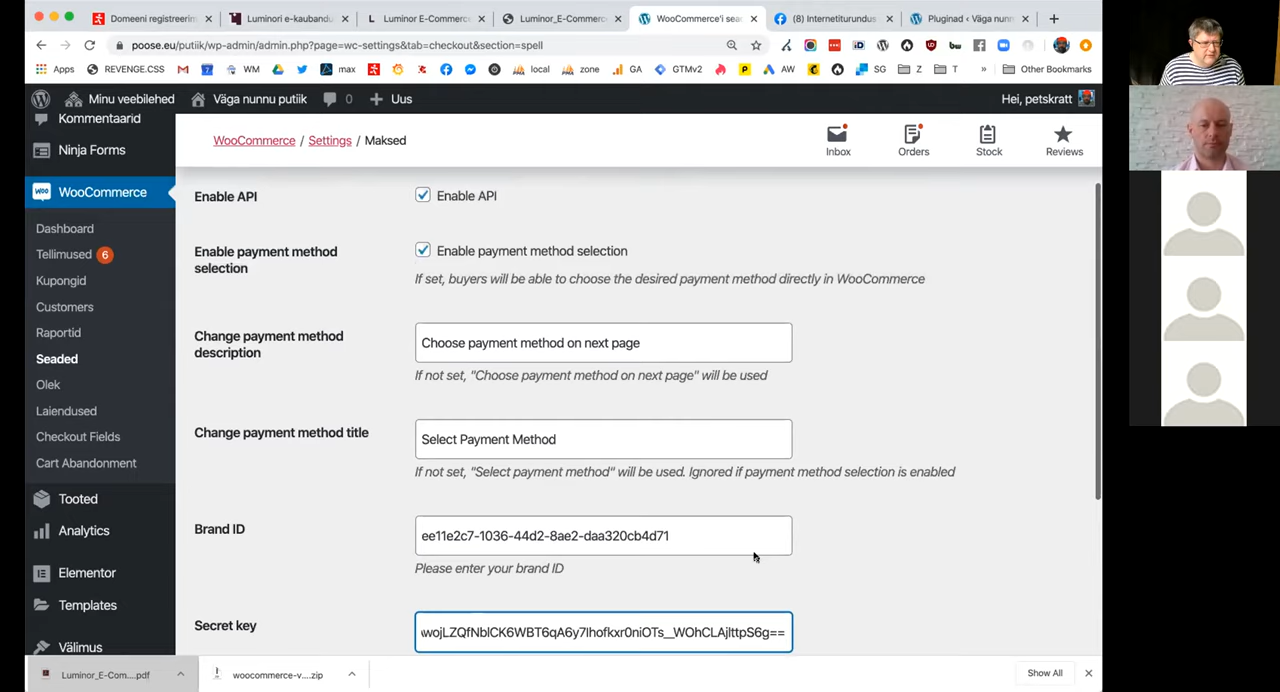 Domeeni registreerim
Luminori e-kaubandu
Luminor E-Commerce
Luminor_E-Commerc
WooCommerce'i sea
(8) Internetiturundus
Pluginad ‹ Väga nunn
poose.eu/putiik/wp-admin/admin.php?page=wc-settings&tab=checkout&section=spell
Apps
REVENGE.CSS
WM
max
local
zone
GA
GTMv2
AW
SG
Z
T
»
Other Bookmarks
Minu veebilehed
Väga nunnu putiik
0
Uus
Hei, petskratt
Kommentaarid
Ninja Forms
WooCommerce
Dashboard
Tellimused 6
Kupongid
Customers
Raportid
Seaded
Olek
Laiendused
Checkout Fields
Cart Abandonment
Tooted
Analytics
Elementor
Templates
Välimus
WooCommerce / Settings / Maksed
Inbox
Orders
Stock
Reviews
Enable API
Enable API
Enable payment method
selection
Enable payment method selection
If set, buyers will be able to choose the desired payment method directly in WooCommerce
Change payment method
description
Choose payment method on next page
If not set, "Choose payment method on next page" will be used
Change payment method title
Select Payment Method
If not set, "Select payment method" will be used. Ignored if payment method selection is enabled
Brand ID
ee11e2c7-1036-44d2-8ae2-daa320cb4d71
Please enter your brand ID
Secret key
wojLZQfNblCK6WBT6qA6y7lhofkxr0niOTs__WOhCLAjlttpS6g==
Luminor_E-Com....pdf
woocommerce-v....zip
Show All